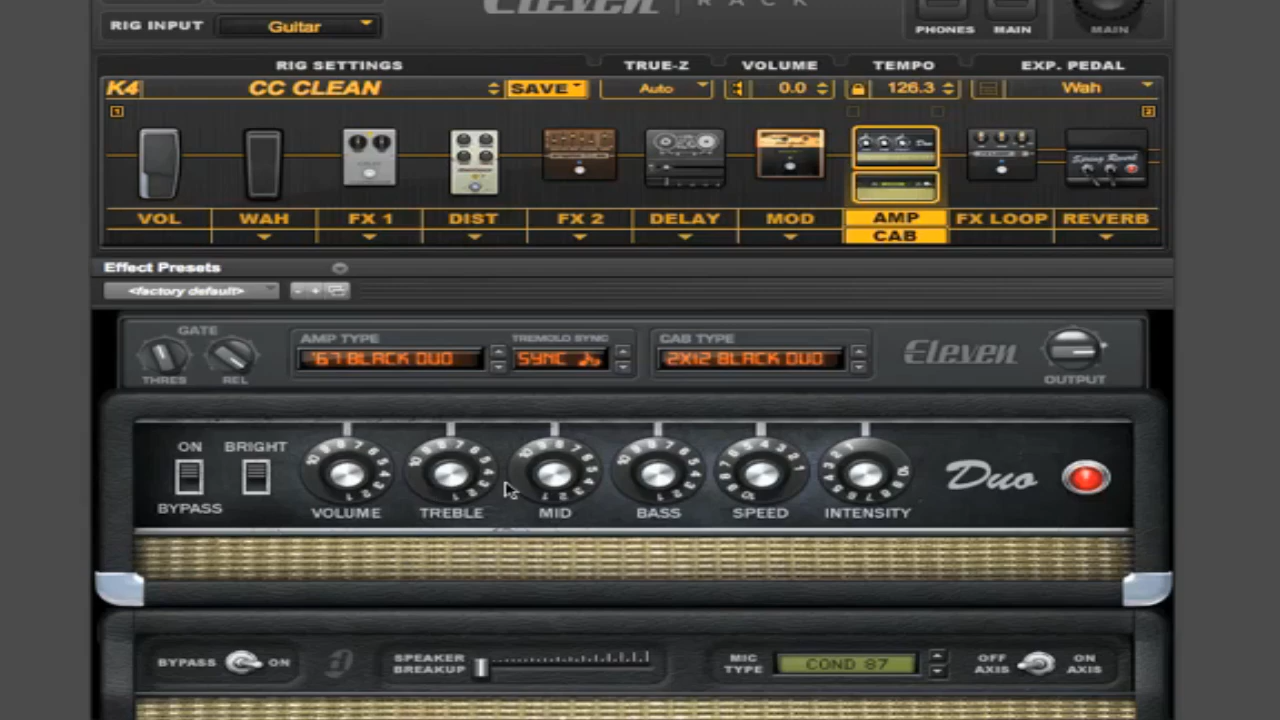 Eleven | RACK
RIG INPUT Guitar
PHONES MAIN MAIN
RIG SETTINGS TRUE-Z VOLUME TEMPO EXP. PEDAL
K4 CC CLEAN SAVE Auto 0.0 126.3 Wah
1 2
VOL WAH FX 1 DIST FX 2 DELAY MOD AMP FX LOOP REVERB
CAB
Effect Presets
<factory default>
GATE
THRES REL
AMP TYPE TREMOLO SYNC CAB TYPE
'67 BLACK DUO SYNC 2X12 BLACK DUO
Eleven
OUTPUT
ON BRIGHT
BYPASS
VOLUME TREBLE MID BASS SPEED INTENSITY
Duo
BYPASS ON
SPEAKER BREAKUP
MIC TYPE COND 87
OFF AXIS ON AXIS